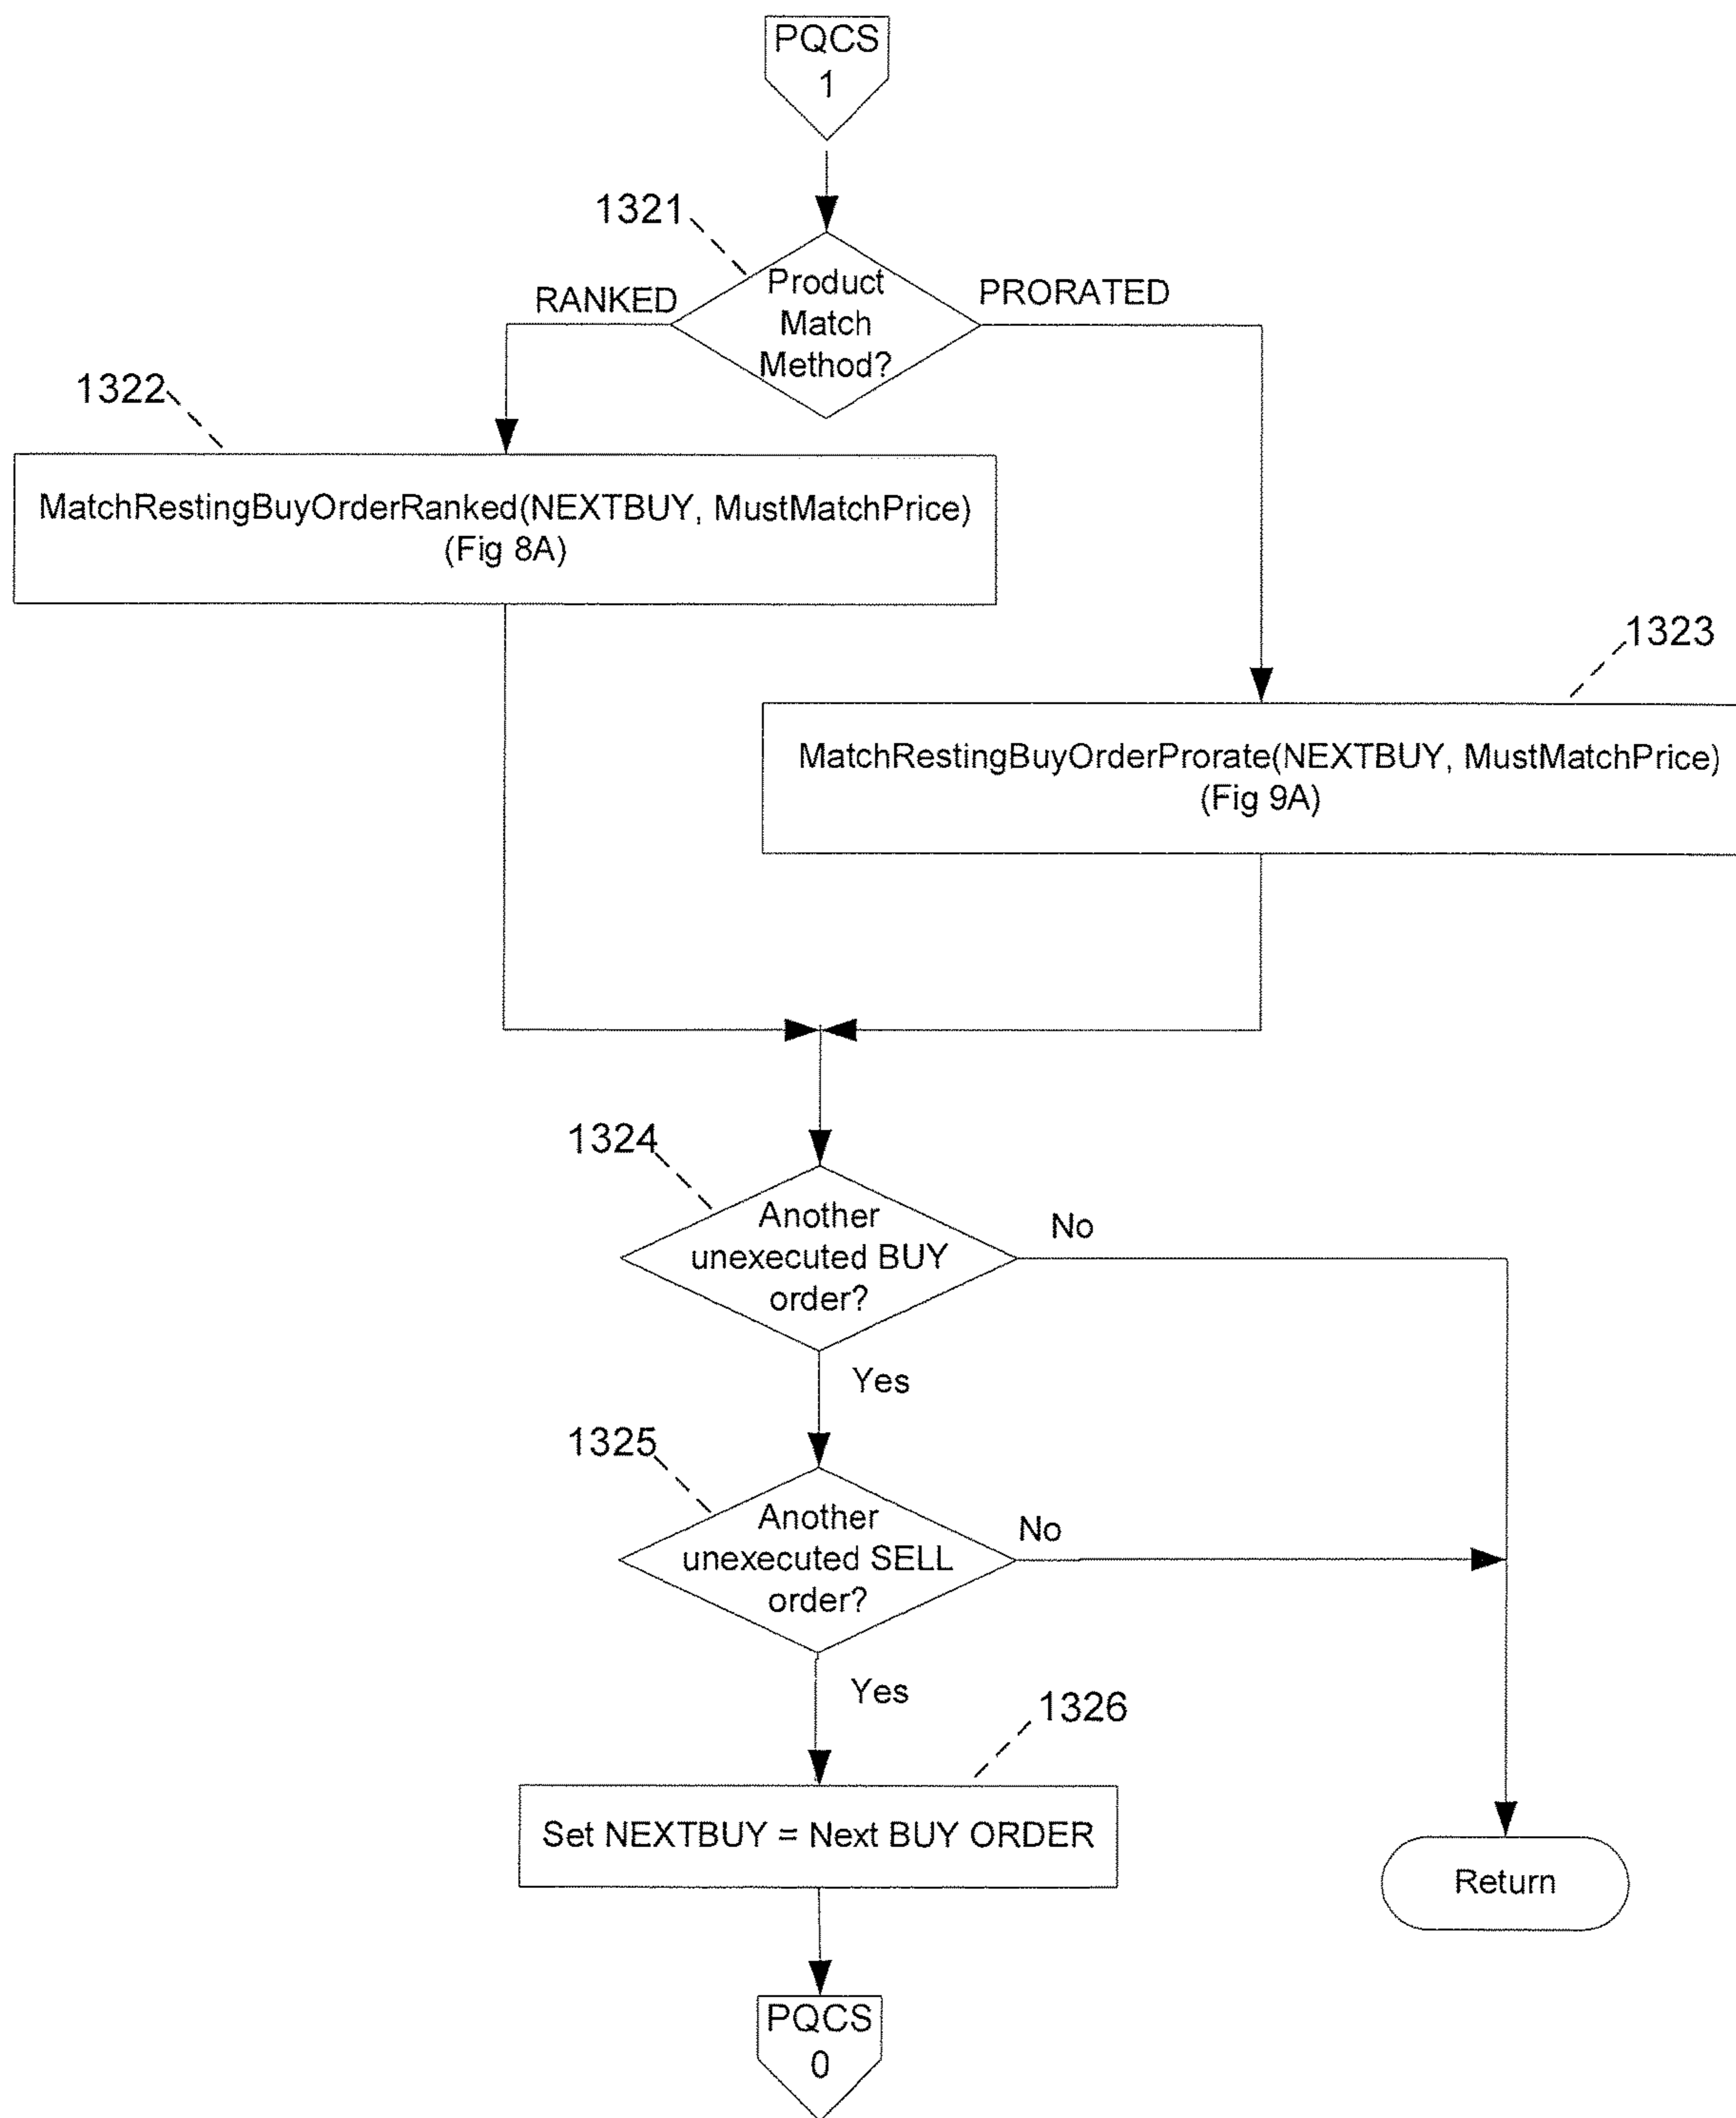 PQCS
1
1321
RANKED
Product
Match
Method?
PRORATED
1322
MatchRestingBuyOrderRanked(NEXTBUY, MustMatchPrice)
(Fig 8A)
1323
MatchRestingBuyOrderProrate(NEXTBUY, MustMatchPrice)
(Fig 9A)
1324
Another
unexecuted BUY
order?
No
Yes
1325
Another
unexecuted SELL
order?
No
Yes
1326
Set NEXTBUY = Next BUY ORDER
Return
PQCS
0